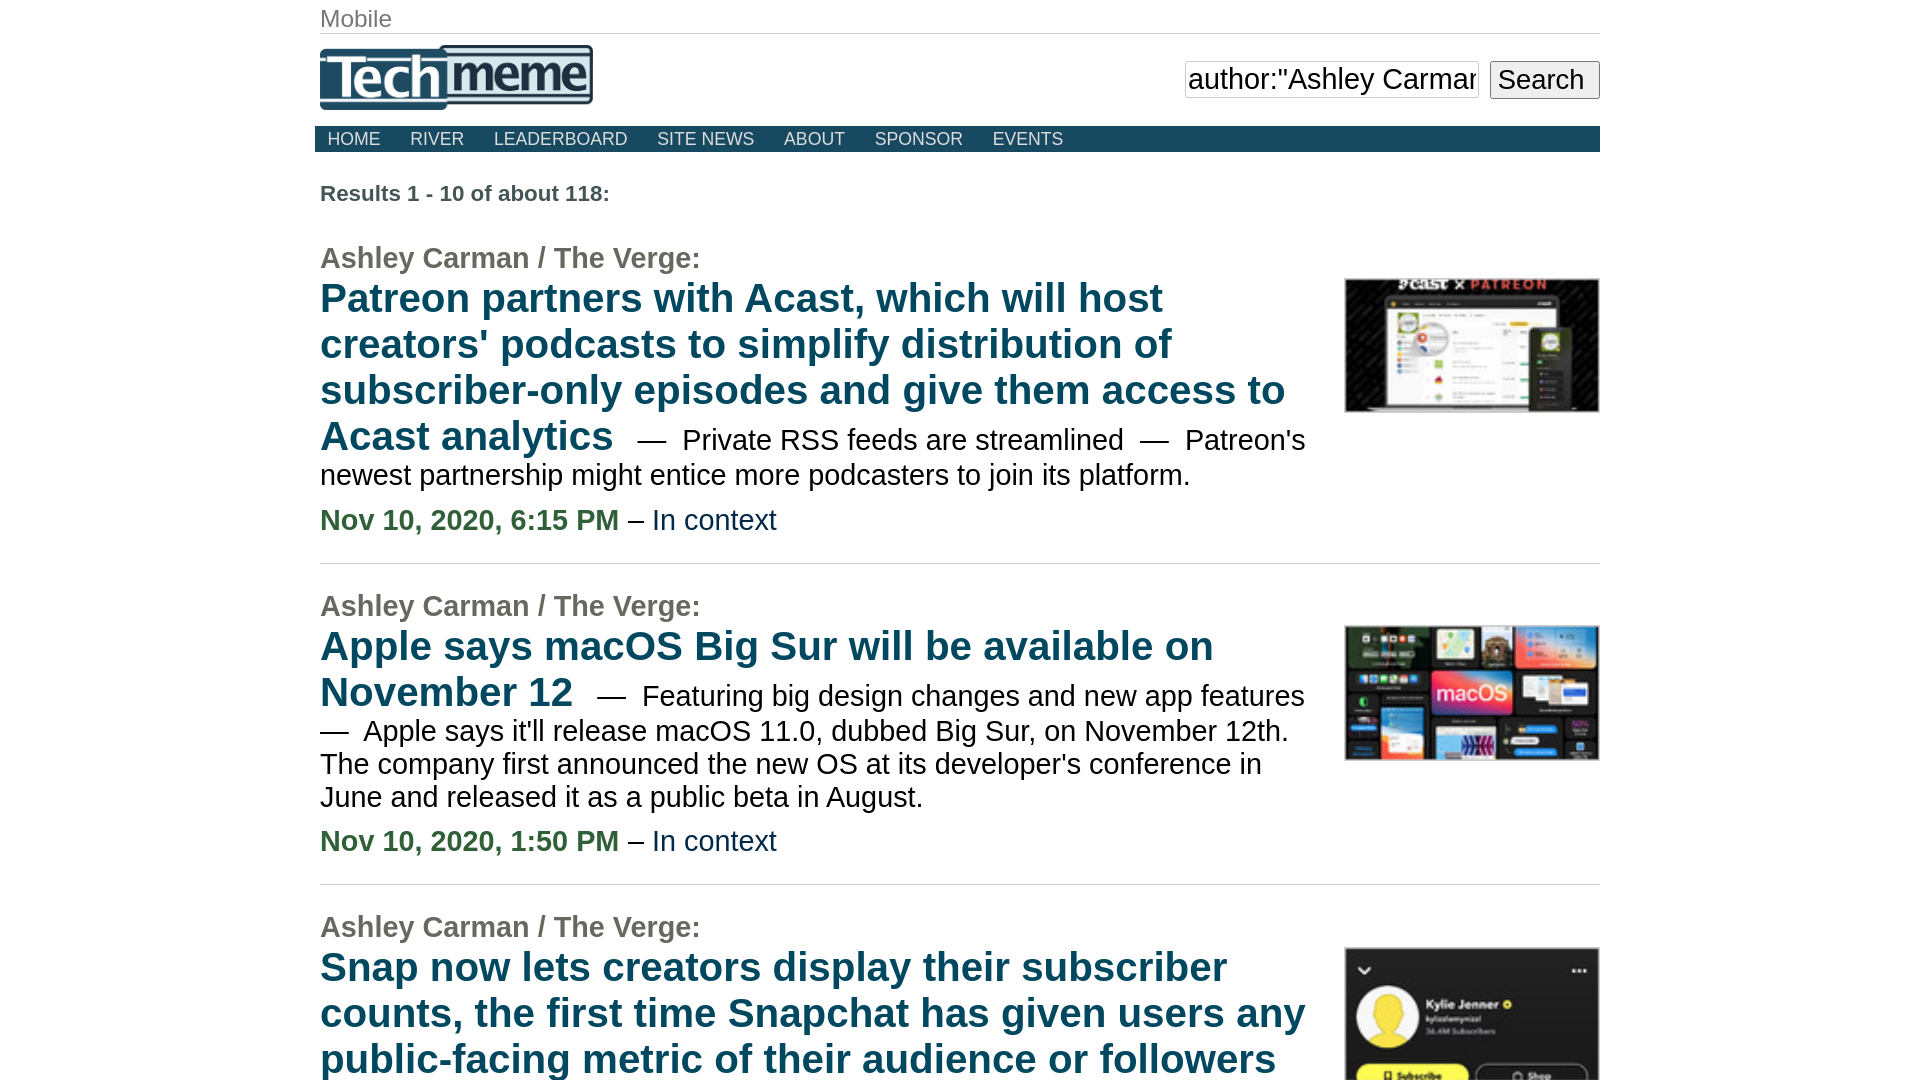 Mobile
Techmeme
author:"Ashley Carman
Search
HOME RIVER LEADERBOARD SITE NEWS ABOUT SPONSOR EVENTS
Results 1 - 10 of about 118:
Ashley Carman / The Verge:
Patreon partners with Acast, which will host
creators' podcasts to simplify distribution of
subscriber-only episodes and give them access to
Acast analytics — Private RSS feeds are streamlined — Patreon's
newest partnership might entice more podcasters to join its platform.
Nov 10, 2020, 6:15 PM – In context
acast × PATREON
Ashley Carman / The Verge:
Apple says macOS Big Sur will be available on
November 12 — Featuring big design changes and new app features
— Apple says it'll release macOS 11.0, dubbed Big Sur, on November 12th.
The company first announced the new OS at its developer's conference in
June and released it as a public beta in August.
Nov 10, 2020, 1:50 PM – In context
macOS
Ashley Carman / The Verge:
Snap now lets creators display their subscriber
counts, the first time Snapchat has given users any
public-facing metric of their audience or followers
Kylie Jenner
kylizzlemynizzl
36.4M Subscribers
Subscribe
Shop